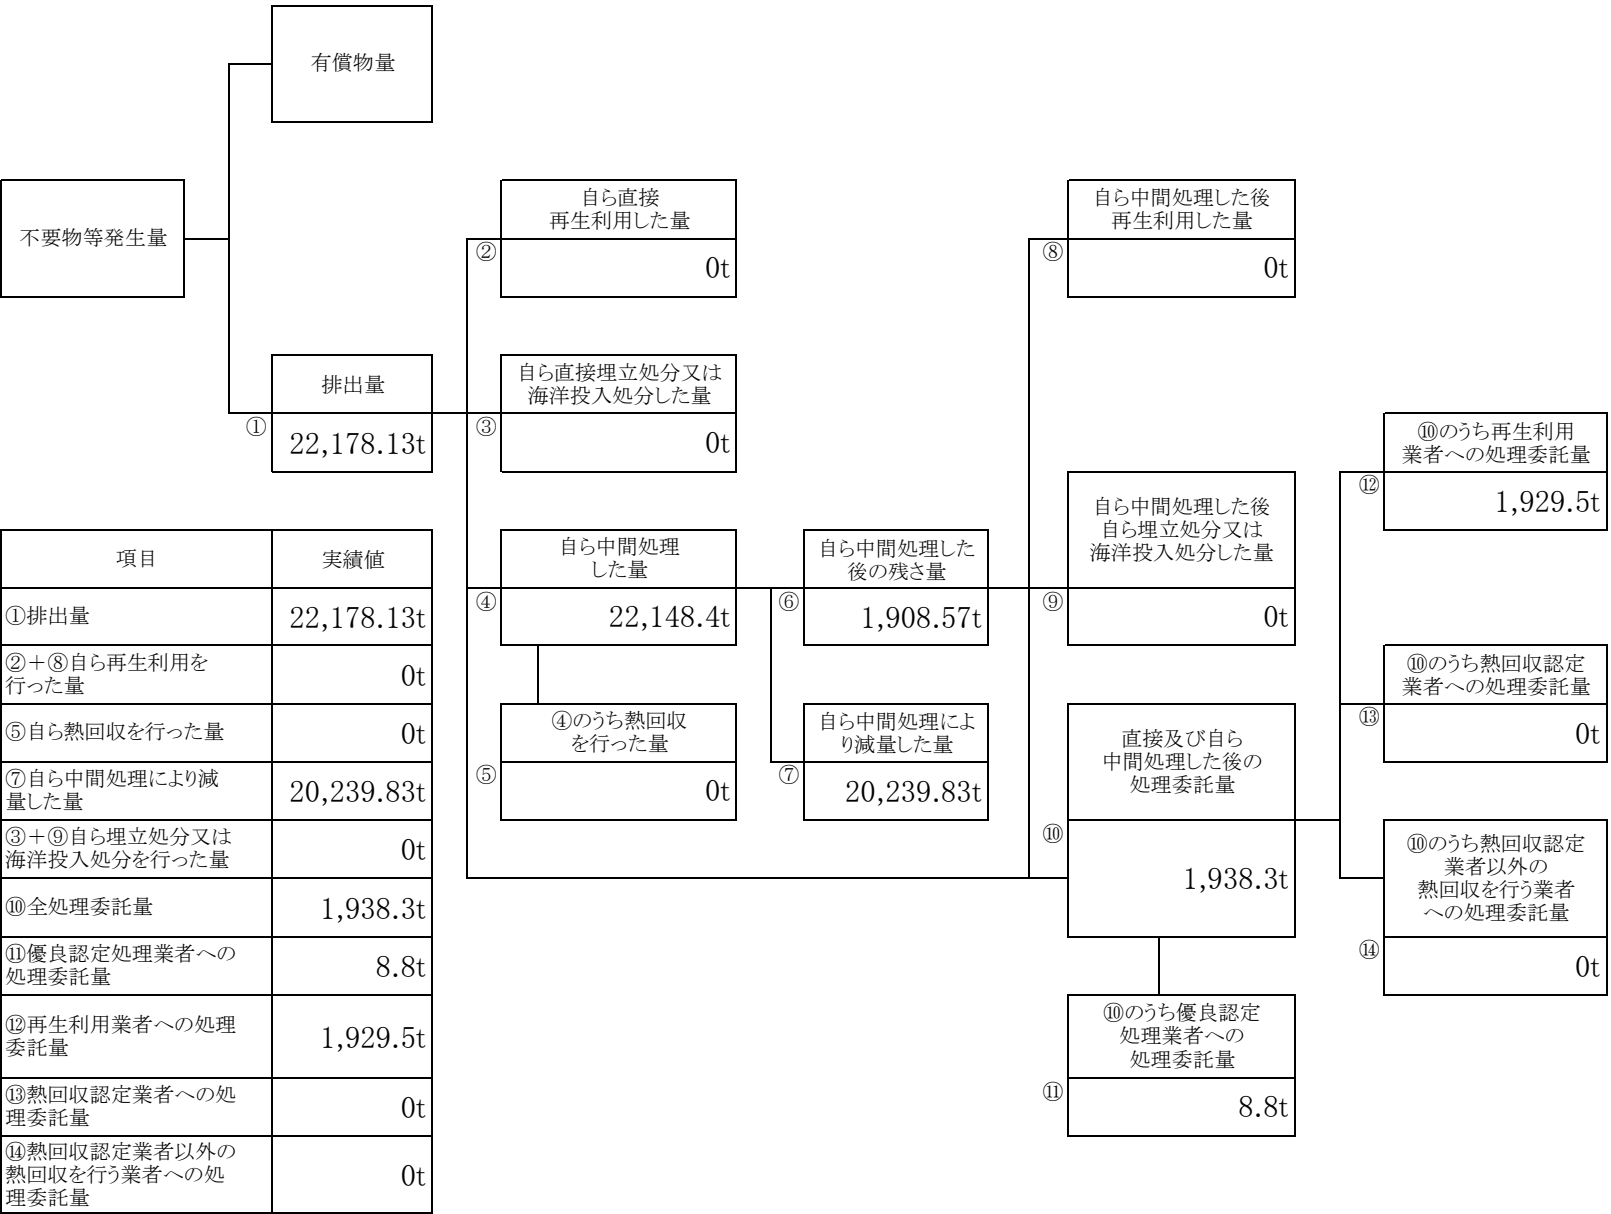 有償物量
不要物等発生量
排出量
①
22,178.13t
自ら直接
再生利用した量
②
0t
自ら直接埋立処分又は
海洋投入処分した量
③
0t
自ら中間処理
した量
④
22,148.4t
④のうち熱回収
を行った量
⑤
0t
自ら中間処理した
後の残さ量
⑥
1,908.57t
自ら中間処理によ
り減量した量
⑦
20,239.83t
自ら中間処理した後
再生利用した量
⑧
0t
自ら中間処理した後
自ら埋立処分又は
海洋投入処分した量
⑨
0t
直接及び自ら
中間処理した後の
処理委託量
⑩
1,938.3t
⑩のうち優良認定
処理業者への
処理委託量
⑪
8.8t
⑩のうち再生利用
業者への処理委託量
⑫
1,929.5t
⑩のうち熱回収認定
業者への処理委託量
⑬
0t
⑩のうち熱回収認定
業者以外の
熱回収を行う業者
への処理委託量
⑭
0t
項目 実績値
①排出量 22,178.13t
②＋⑧自ら再生利用を
行った量 0t
⑤自ら熱回収を行った量 0t
⑦自ら中間処理により減
量した量 20,239.83t
③＋⑨自ら埋立処分又は
海洋投入処分を行った量 0t
⑩全処理委託量 1,938.3t
⑪優良認定処理業者への
処理委託量 8.8t
⑫再生利用業者への処理
委託量 1,929.5t
⑬熱回収認定業者への処
理委託量 0t
⑭熱回収認定業者以外の
熱回収を行う業者への処
理委託量 0t